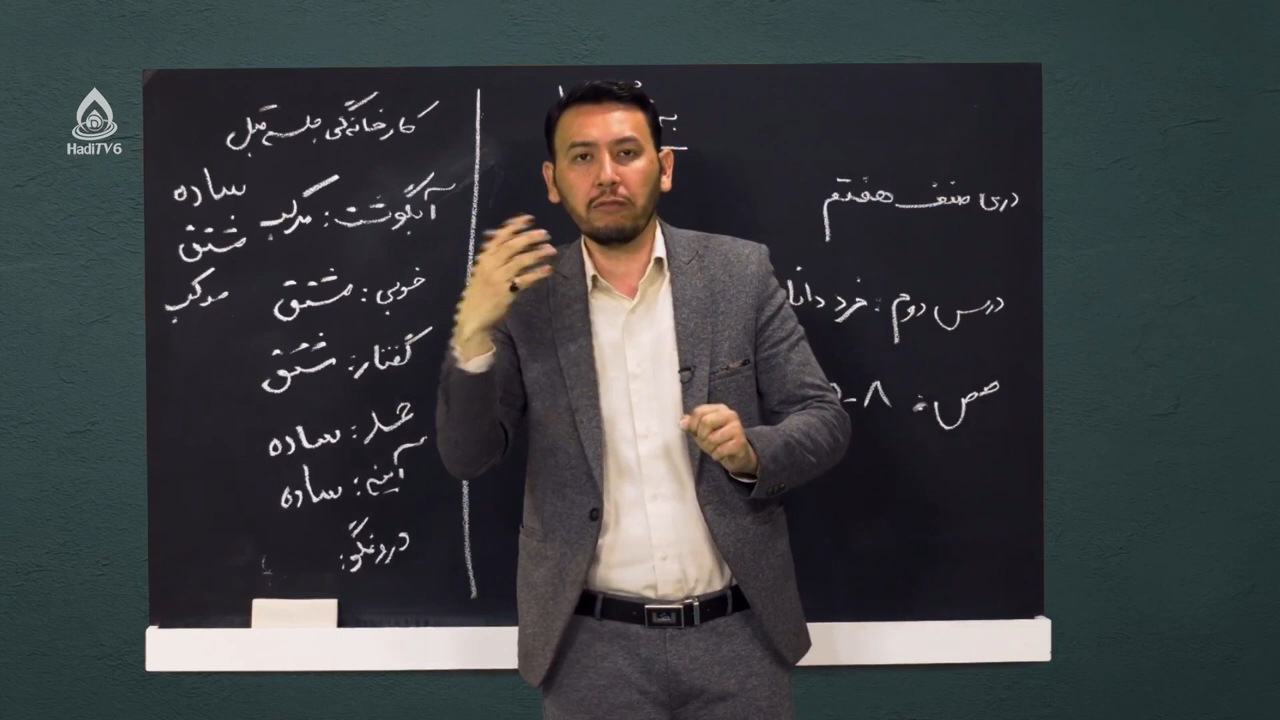 HadiTV6
به
دری صنف هفتم
درس دوم: خرد دانا
صص: ۸-
کارخانگی جلسه قبل
ساده
مشتق
مرکب
آبگوشت: مرکب
خوبی: مشتق
گفتار: مشتق
ساده
آیینه: ساده
دروغگو: